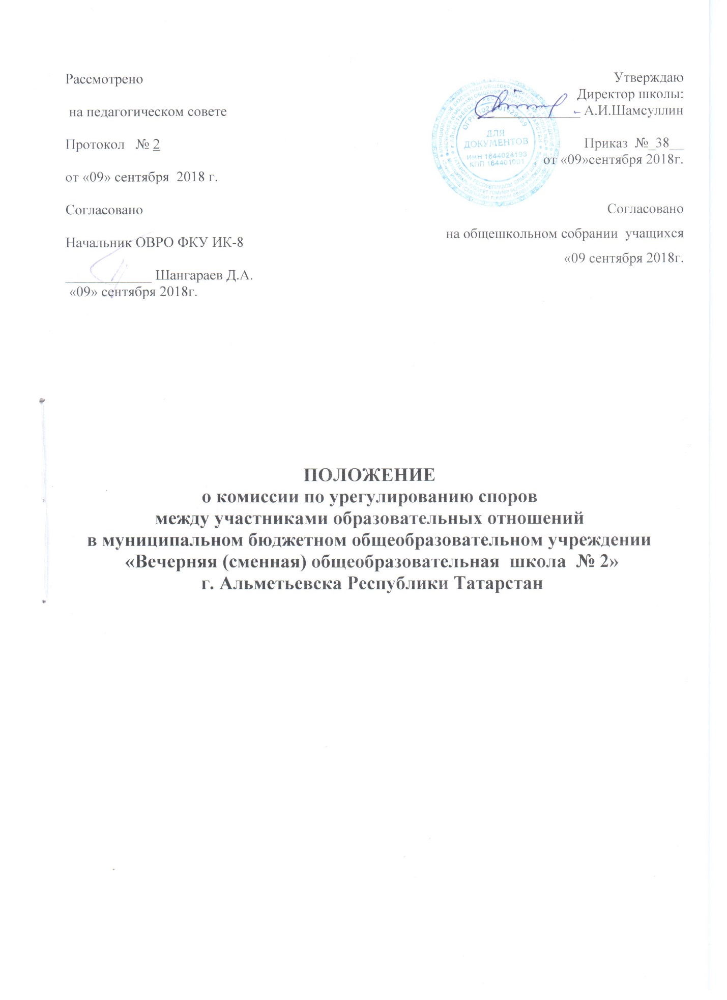 Рассмотрено
на педагогическом совете
Протокол № 2
от «09» сентября 2018 г.
Согласовано
Начальник ОВРО ФКУ ИК-8
____________ Шангараев Д.А.
«09» сентября 2018г.
Утверждаю
Директор школы:
______________ А.И.Шамсуллин
Приказ №_38__
от «09»сентября 2018г.
Согласовано
на общешкольном собрании учащихся
«09 сентября 2018г.
ДЛЯ
ДОКУМЕНТОВ
ИНН 1644024193
КПП 164401001
ПОЛОЖЕНИЕ
о комиссии по урегулированию споров
между участниками образовательных отношений
в муниципальном бюджетном общеобразовательном учреждении
«Вечерняя (сменная) общеобразовательная школа № 2»
г. Альметьевска Республики Татарстан